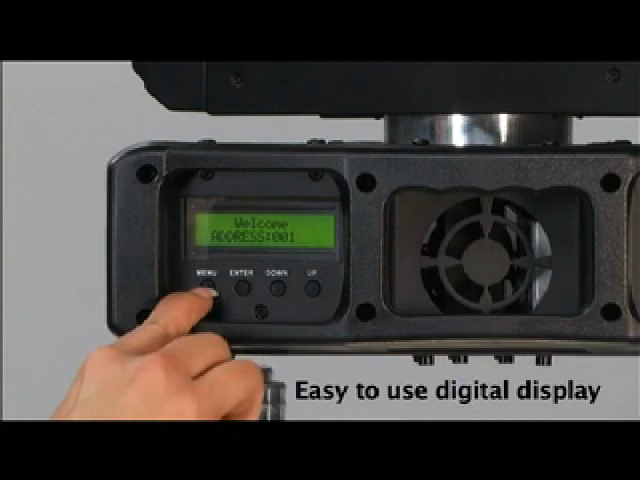 Welcome
ADDRESS:001
MENU ENTER DOWN UP
Easy to use digital display